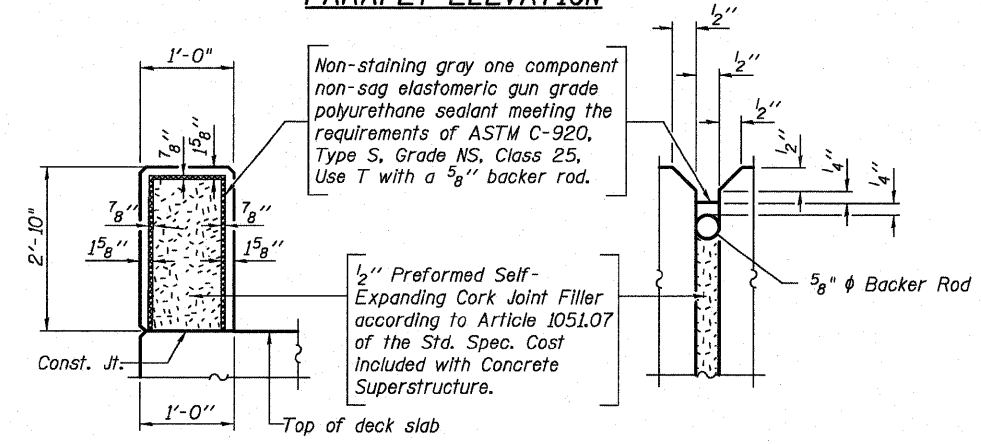 PARAPET ELEVATION
1'-0"
Non-staining gray one component
non-sag elastomeric gun grade
polyurethane sealant meeting the
requirements of ASTM C-920,
Type S, Grade NS, Class 25,
Use T with a 5/8" backer rod.
1/2"
1/2"
1/2"
1/2"
1/4"
1/4"
7/8"
1 5/8"
7/8"
7/8"
1 5/8"
1 5/8"
2'-10"
1/2" Preformed Self-
Expanding Cork Joint Filler
according to Article 1051.07
of the Std. Spec. Cost
included with Concrete
Superstructure.
5/8" φ Backer Rod
Const. Jt.
1'-0"
Top of deck slab